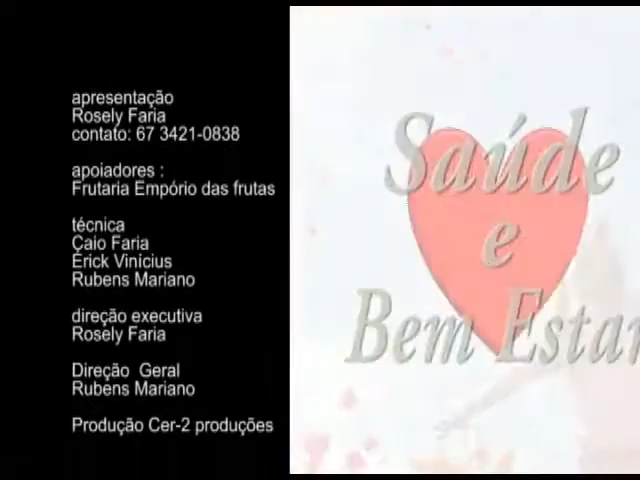 apresentação
Rosely Faria
contato: 67 3421-0838
apoiadores :
Frutaria Empório das frutas
técnica
Caio Faria
Érick Vinícius
Rubens Mariano
direção executiva
Rosely Faria
Direção Geral
Rubens Mariano
Produção Cer-2 produções
Saúde
e
Bem Estar